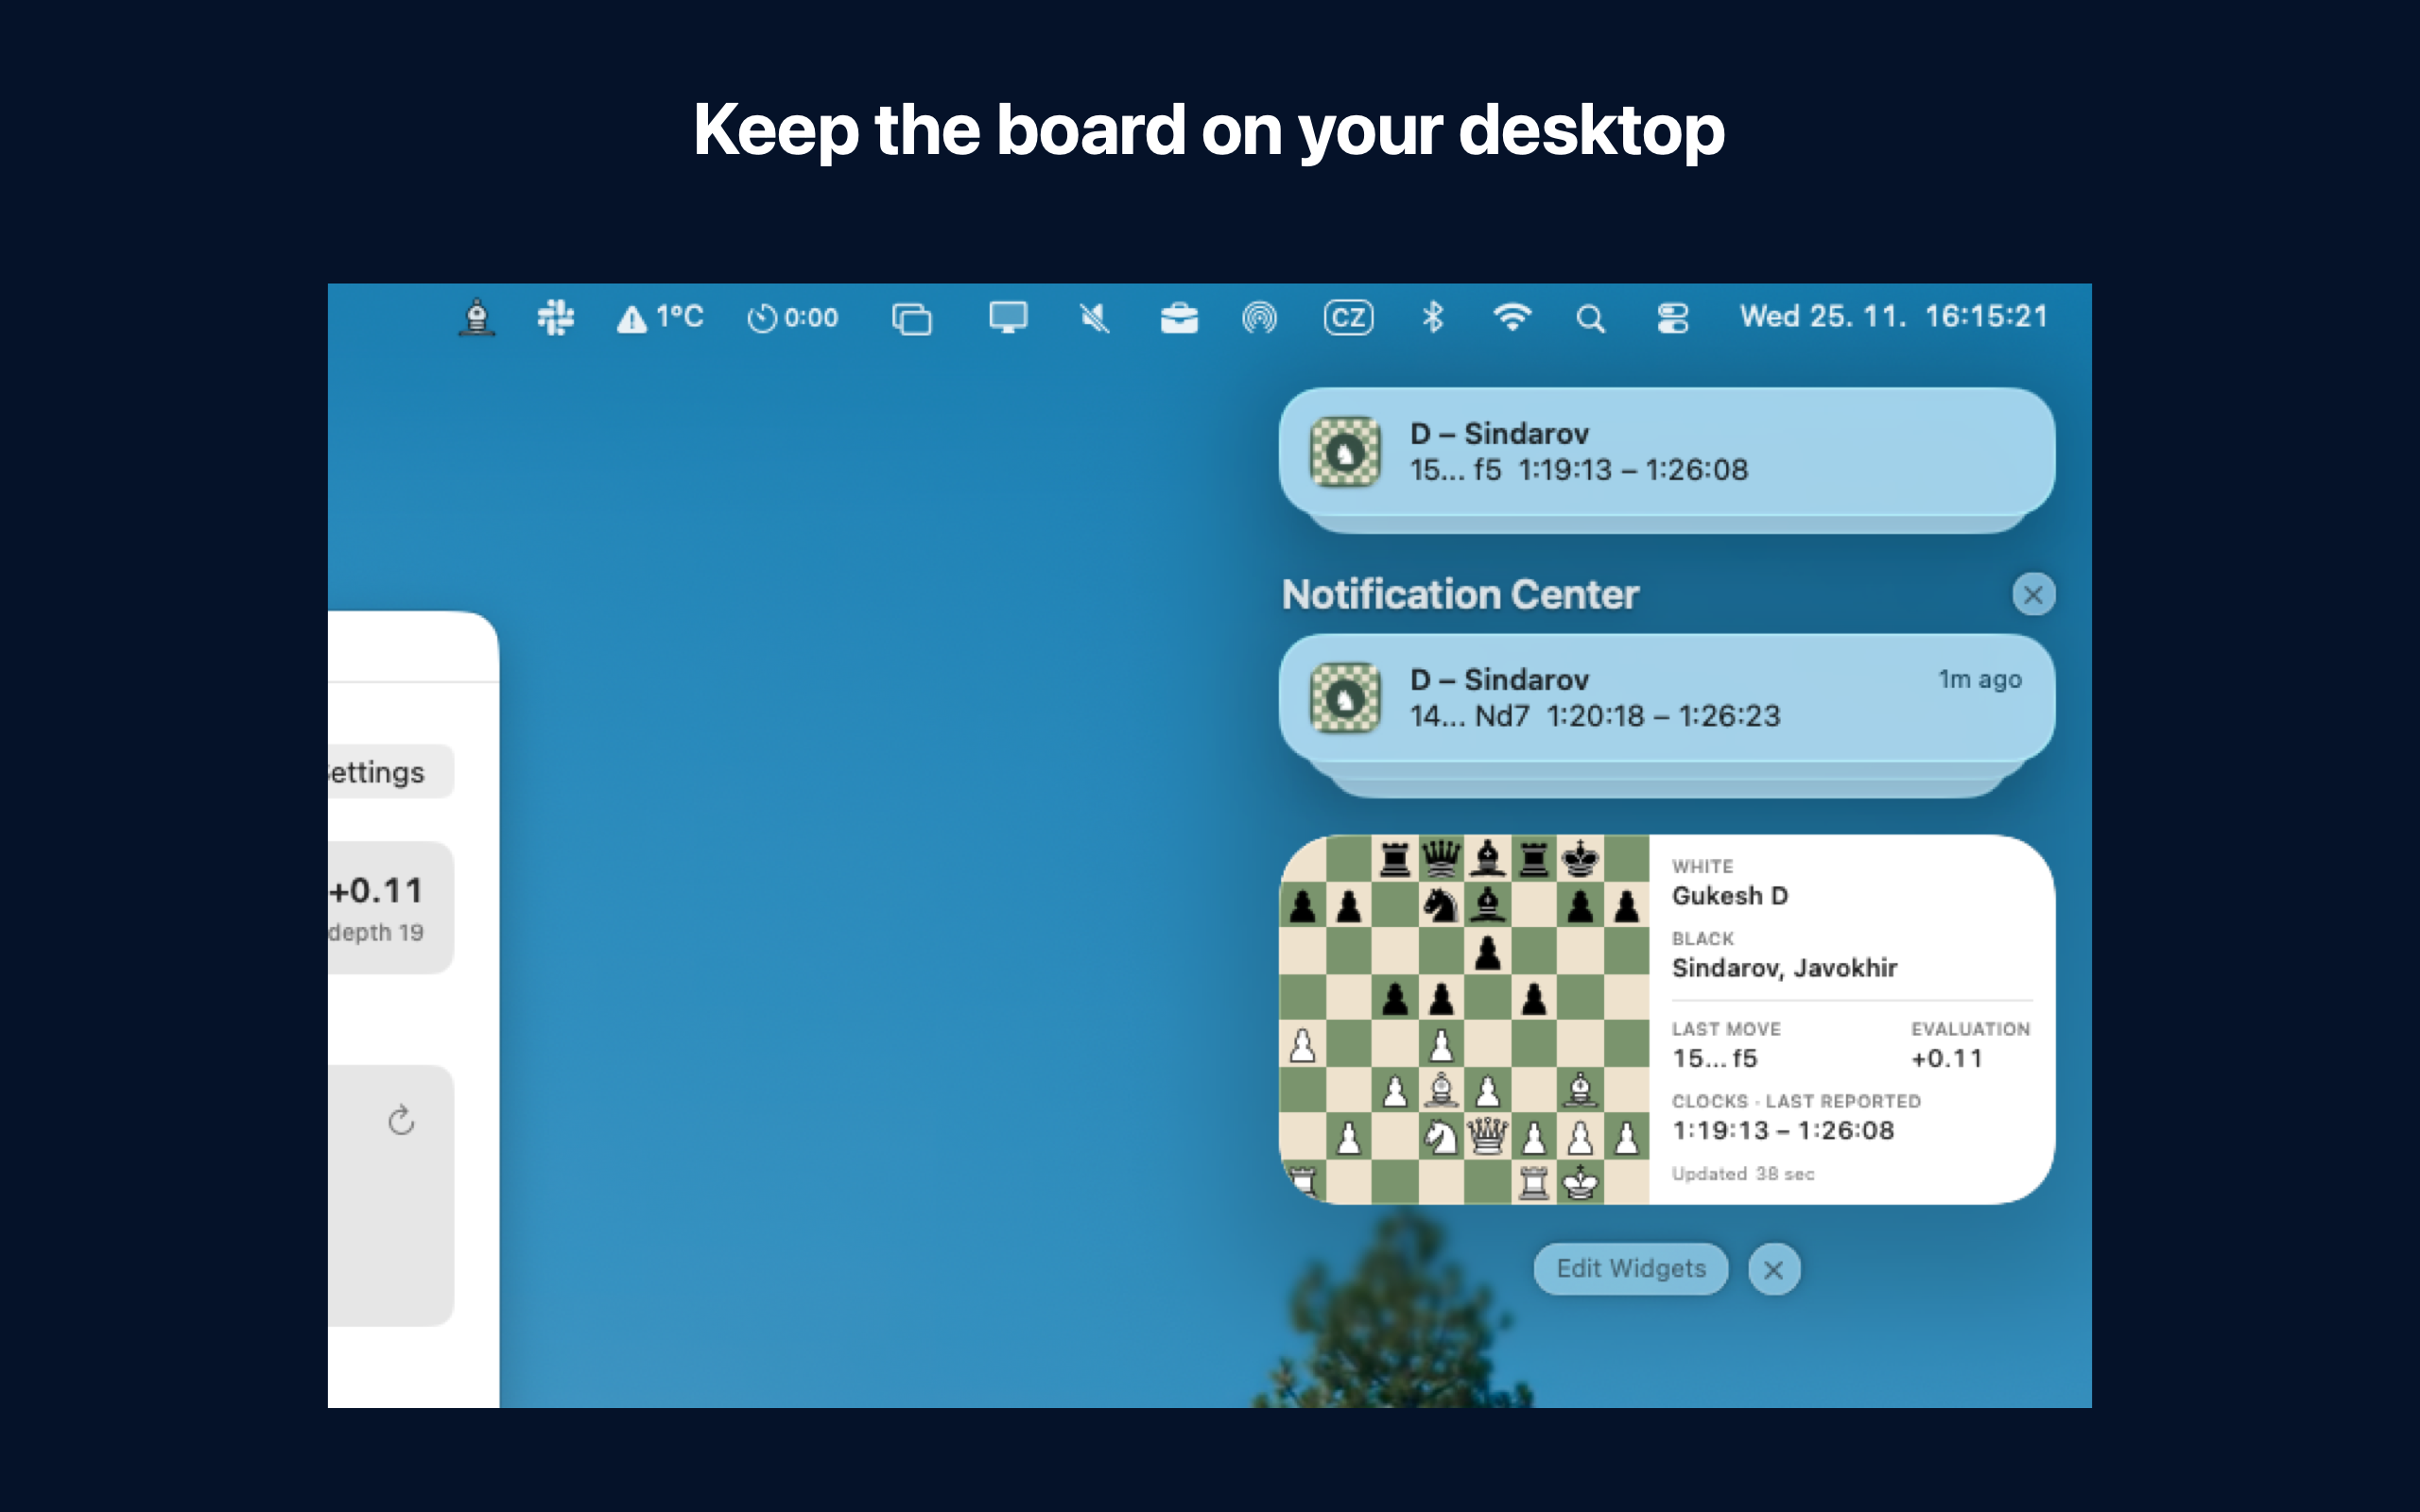 Keep the board on your desktop
1°C 0:00 CZ Wed 25. 11. 16:15:21
D – Sindarov
15... f5 1:19:13 – 1:26:08
Notification Center
D – Sindarov 1m ago
14... Nd7 1:20:18 – 1:26:23
ettings
+0.11
depth 19
WHITE
Gukesh D
BLACK
Sindarov, Javokhir
LAST MOVE EVALUATION
15... f5 +0.11
CLOCKS · LAST REPORTED
1:19:13 – 1:26:08
Updated 38 sec
Edit Widgets